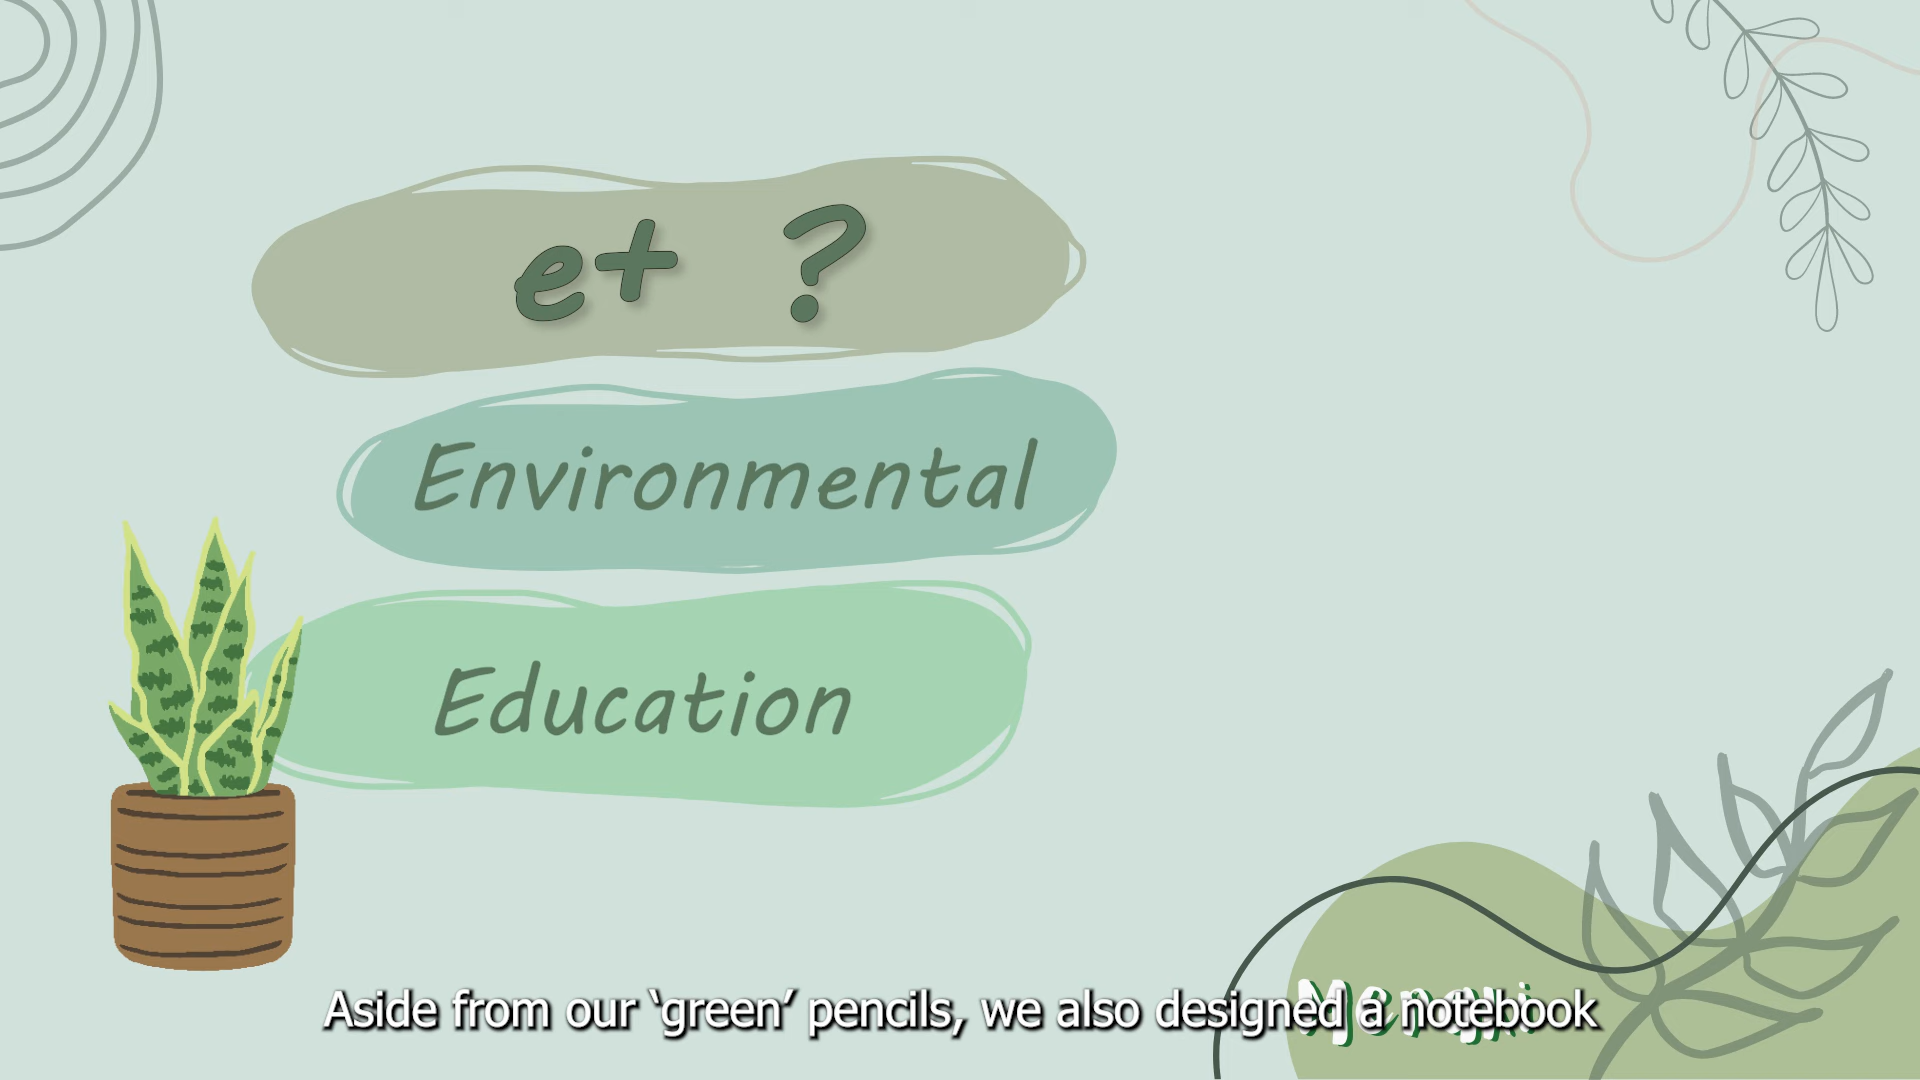 e+ ?
Environmental
Education
Aside from our ‘green’ pencils, we also designed a notebook